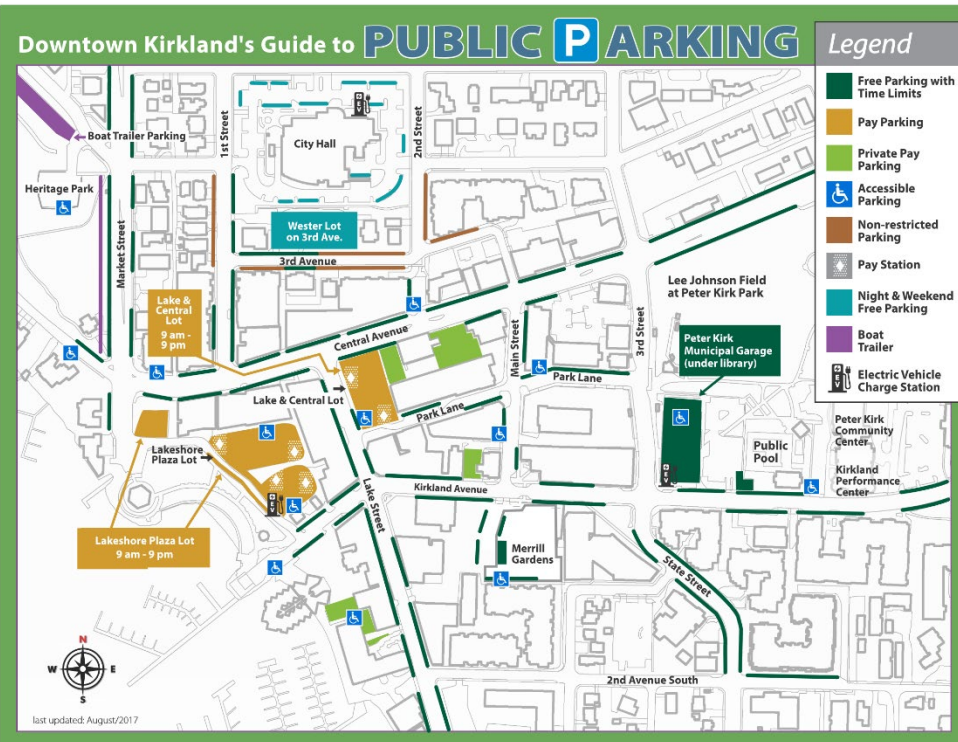 Downtown Kirkland's Guide to PUBLIC P ARKING
Legend
Free Parking with
Time Limits
Pay Parking
Private Pay
Parking
Accessible
Parking
Non-restricted
Parking
Pay Station
Night & Weekend
Free Parking
Boat
Trailer
EV
Electric Vehicle
Charge Station
Boat Trailer Parking
1st Street
EV
City Hall
2nd Street
Heritage Park
Market Street
Wester Lot
on 3rd Ave.
3rd Avenue
Lee Johnson Field
at Peter Kirk Park
Lake &
Central
Lot
9 am -
9 pm
Central Avenue
Main Street
3rd Street
Peter Kirk
Municipal Garage
(under library)
Park Lane
Lake & Central Lot
Park Lane
Lakeshore
Plaza Lot
Public
Pool
Peter Kirk
Community
Center
Kirkland
Performance
Center
EV
Kirkland Avenue
EV
Lake Street
Lakeshore Plaza Lot
9 am - 9 pm
Merrill
Gardens
State Street
2nd Avenue South
N
W E
S
last updated: August/2017